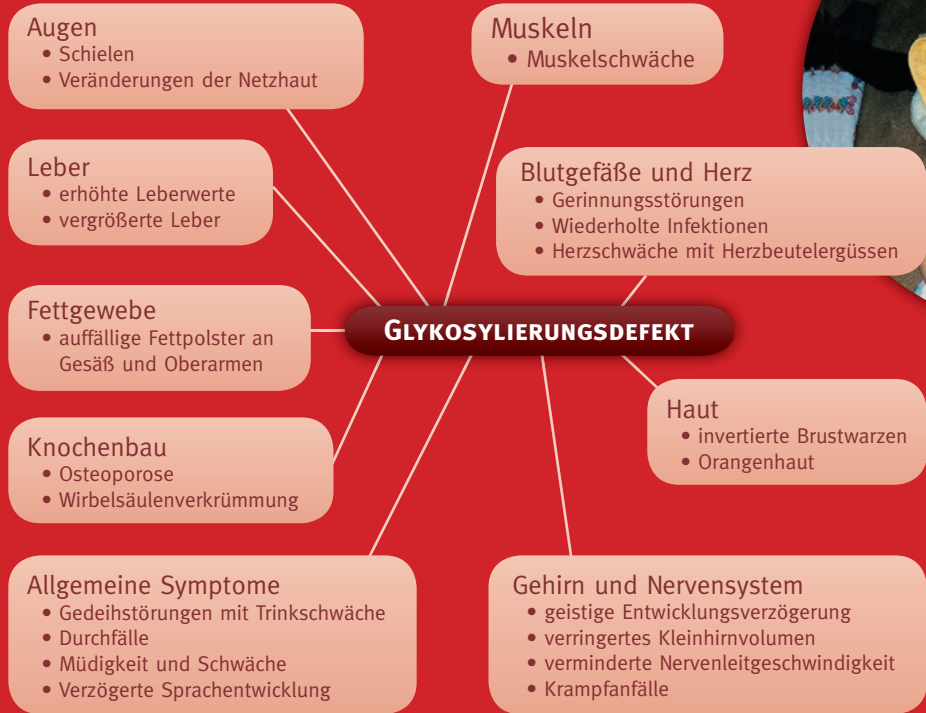 Augen
• Schielen
• Veränderungen der Netzhaut
Muskeln
• Muskelschwäche
Leber
• erhöhte Leberwerte
• vergrößerte Leber
Blutgefäße und Herz
• Gerinnungsstörungen
• Wiederholte Infektionen
• Herzschwäche mit Herzbeutelergüssen
Fettgewebe
• auffällige Fettpolster an
Gesäß und Oberarmen
GLYKOSYLIERUNGSDEFEKT
Haut
• invertierte Brustwarzen
• Orangenhaut
Knochenbau
• Osteoporose
• Wirbelsäulenverkrümmung
Allgemeine Symptome
• Gedeihstörungen mit Trinkschwäche
• Durchfälle
• Müdigkeit und Schwäche
• Verzögerte Sprachentwicklung
Gehirn und Nervensystem
• geistige Entwicklungsverzögerung
• verringertes Kleinhirnvolumen
• verminderte Nervenleitgeschwindigkeit
• Krampfanfälle